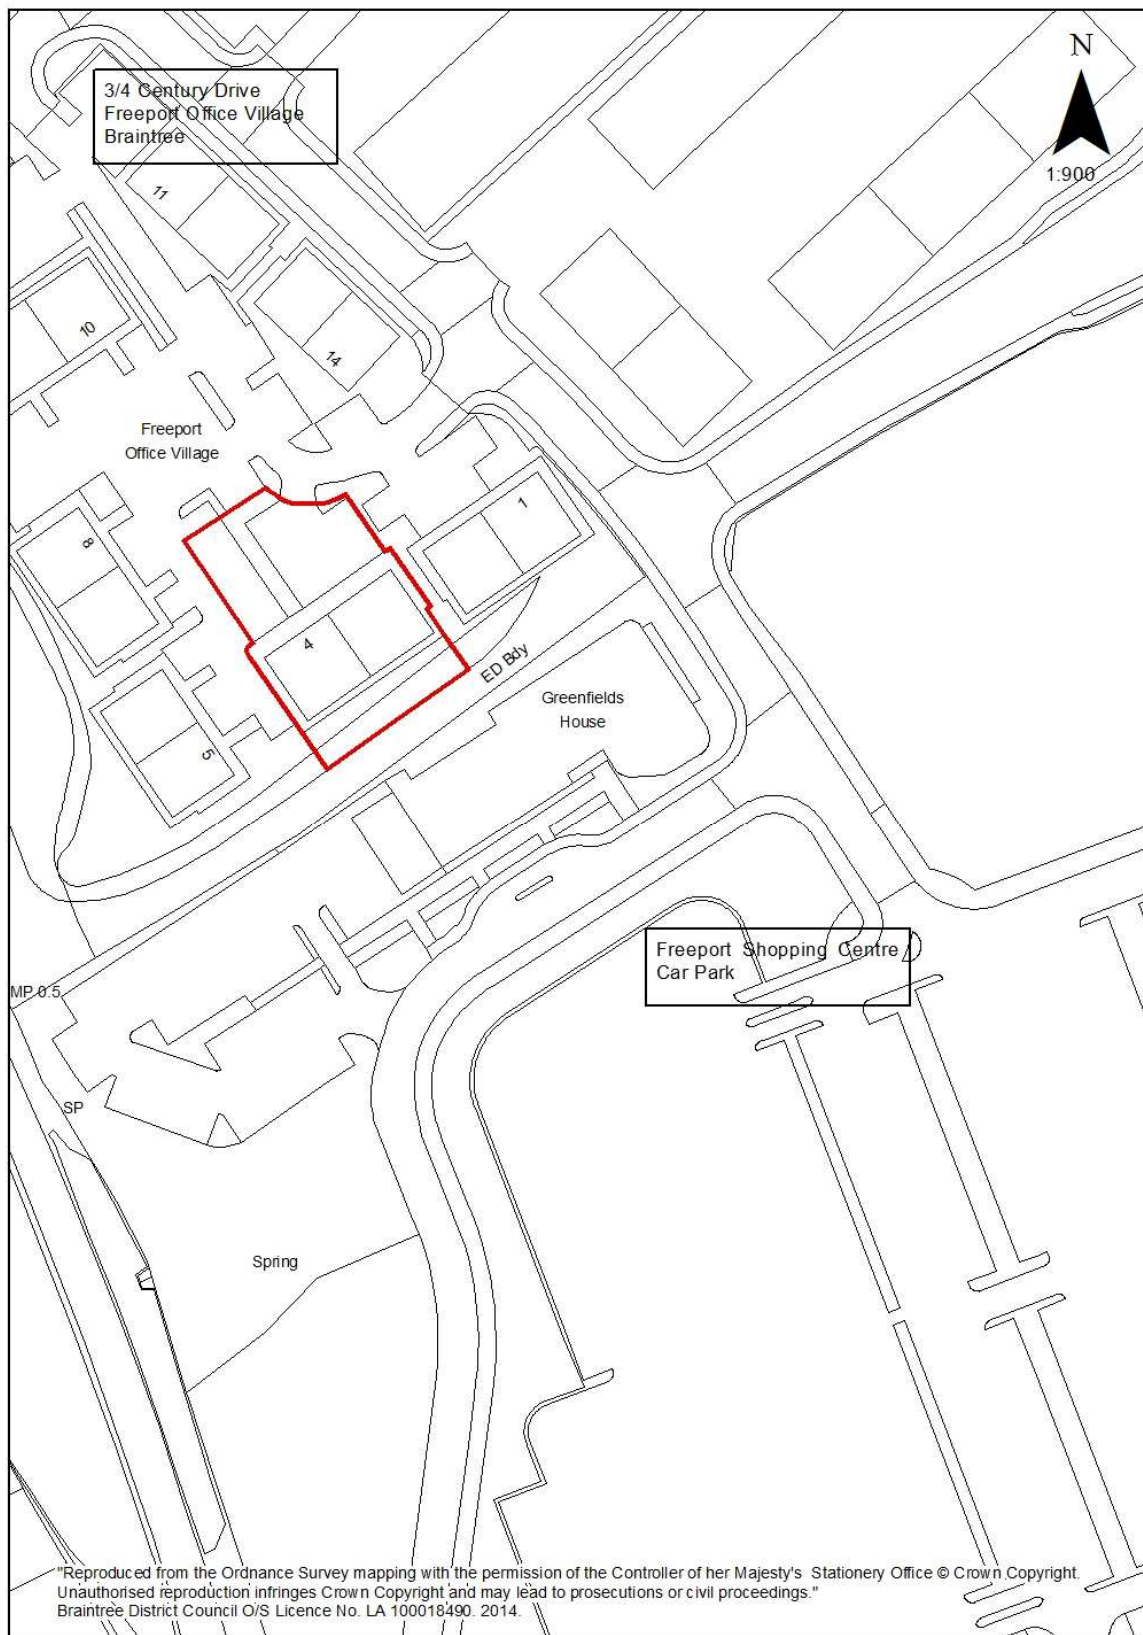 N
3/4 Century Drive
Freeport Office Village
Braintree
1:900
11
10
14
Freeport
Office Village
1
8
4
ED Bdy
Greenfields
House
5
Freeport Shopping Centre
Car Park
MP 0.5
SP
Spring
"Reproduced from the Ordnance Survey mapping with the permission of the Controller of her Majesty's Stationery Office © Crown Copyright.
Unauthorised reproduction infringes Crown Copyright and may lead to prosecutions or civil proceedings."
Braintree District Council O/S Licence No. LA 100018490. 2014.